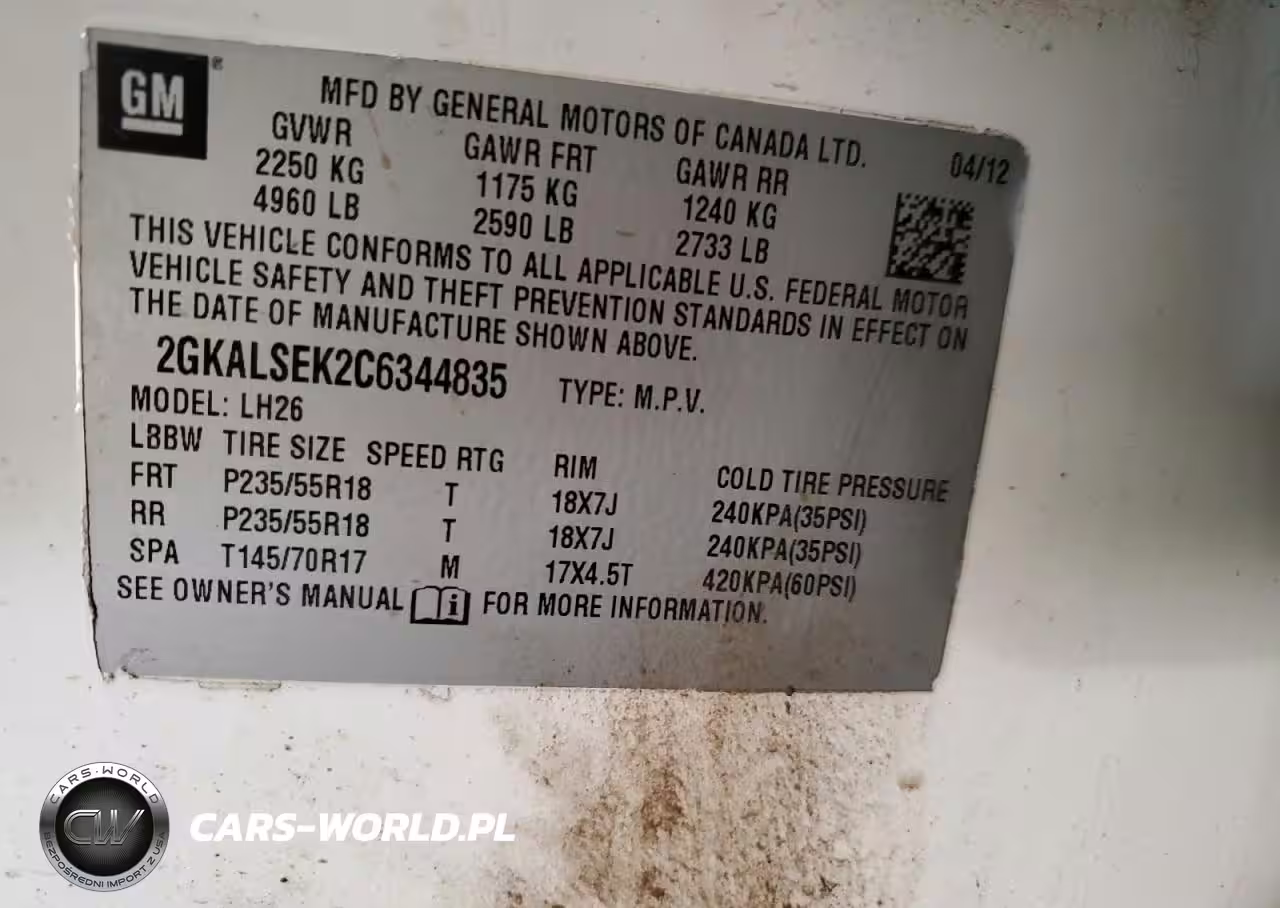 GM®
MFD BY GENERAL MOTORS OF CANADA LTD.
04/12
GVWR GAWR FRT GAWR RR
2250 KG 1175 KG 1240 KG
4960 LB 2590 LB 2733 LB
THIS VEHICLE CONFORMS TO ALL APPLICABLE U.S. FEDERAL MOTOR
VEHICLE SAFETY AND THEFT PREVENTION STANDARDS IN EFFECT ON
THE DATE OF MANUFACTURE SHOWN ABOVE.
2GKALSEK2C6344835 TYPE: M.P.V.
MODEL: LH26
LBBW TIRE SIZE SPEED RTG RIM COLD TIRE PRESSURE
FRT P235/55R18 T 18X7J 240KPA(35PSI)
RR P235/55R18 T 18X7J 240KPA(35PSI)
SPA T145/70R17 M 17X4.5T 420KPA(60PSI)
SEE OWNER'S MANUAL FOR MORE INFORMATION.
CARS-WORLD
CW
BEZPOŚREDNI IMPORT Z USA
CARS-WORLD.PL